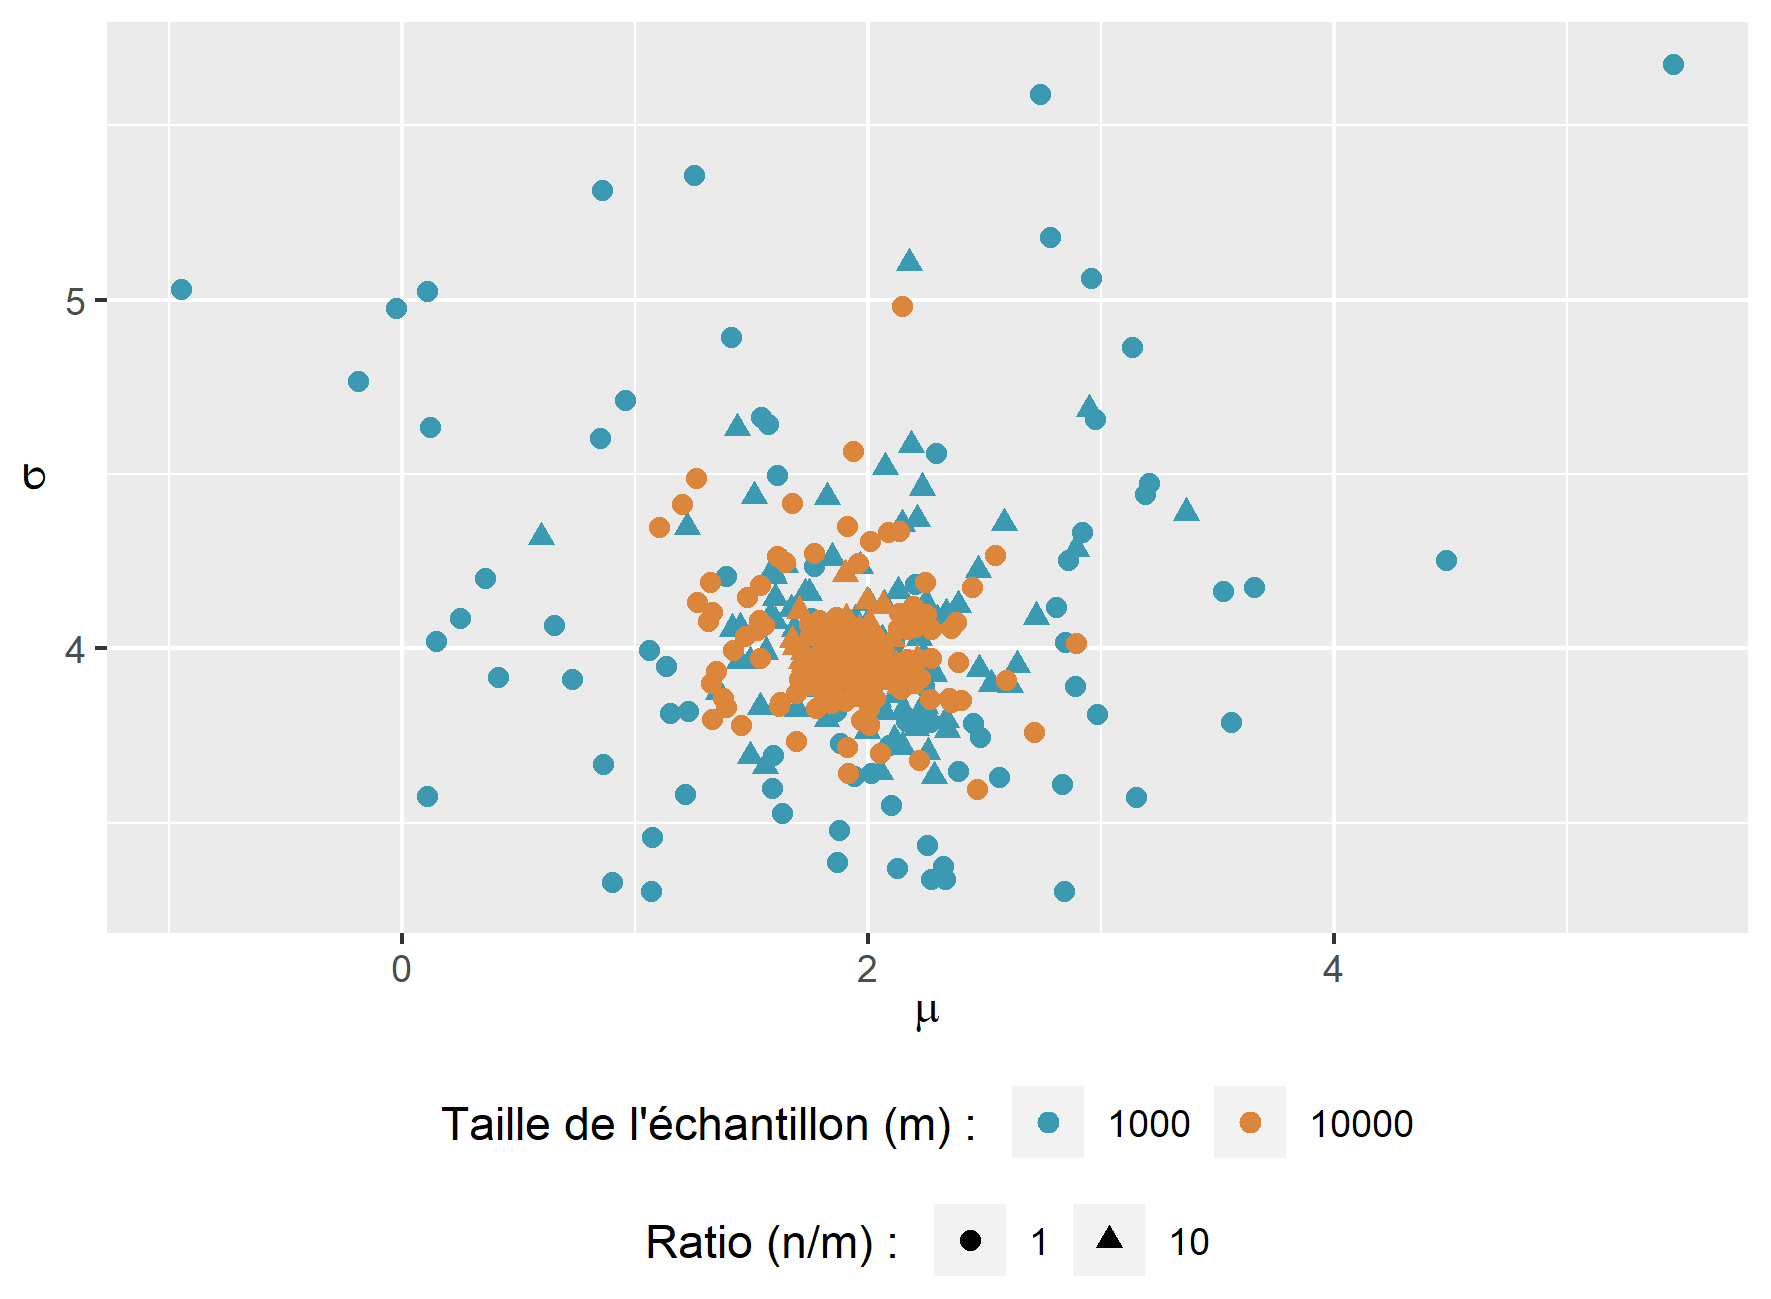 5
4
σ
0 2 4
μ
Taille de l'échantillon (m) : 1000 10000
Ratio (n/m) : 1 10